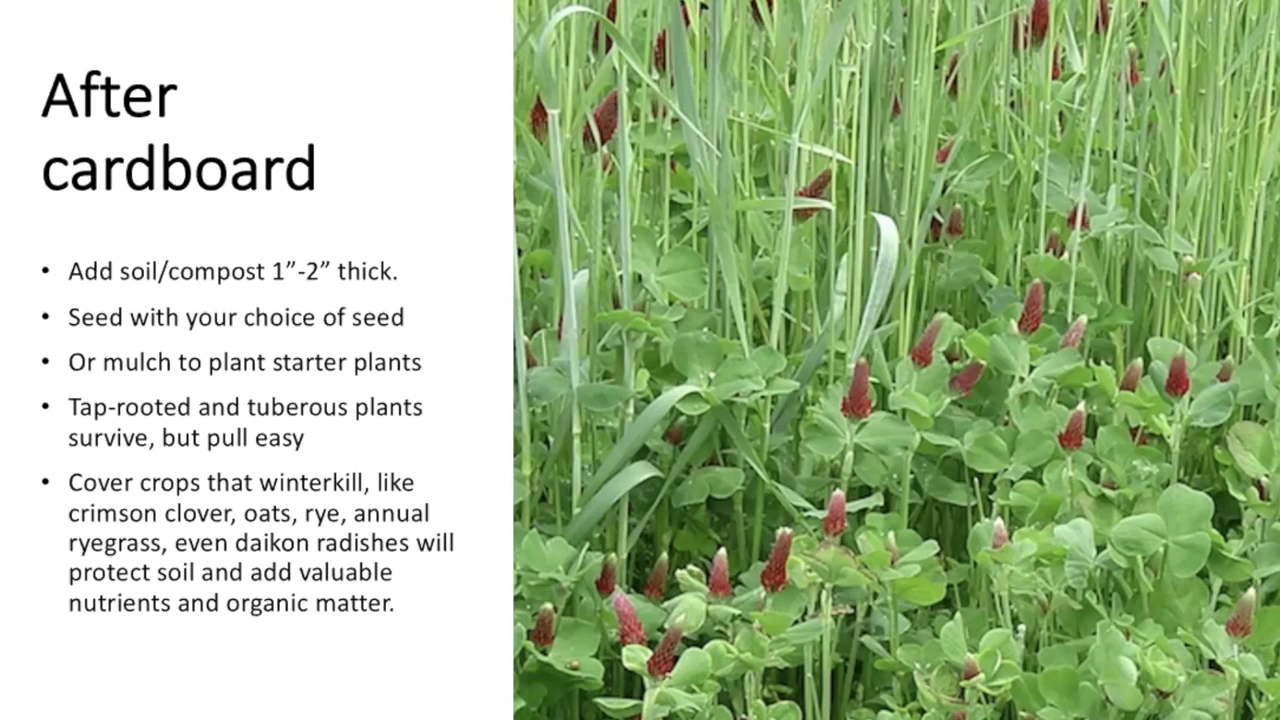 After
cardboard
• Add soil/compost 1”-2” thick.
• Seed with your choice of seed
• Or mulch to plant starter plants
• Tap-rooted and tuberous plants
survive, but pull easy
• Cover crops that winterkill, like
crimson clover, oats, rye, annual
ryegrass, even daikon radishes will
protect soil and add valuable
nutrients and organic matter.